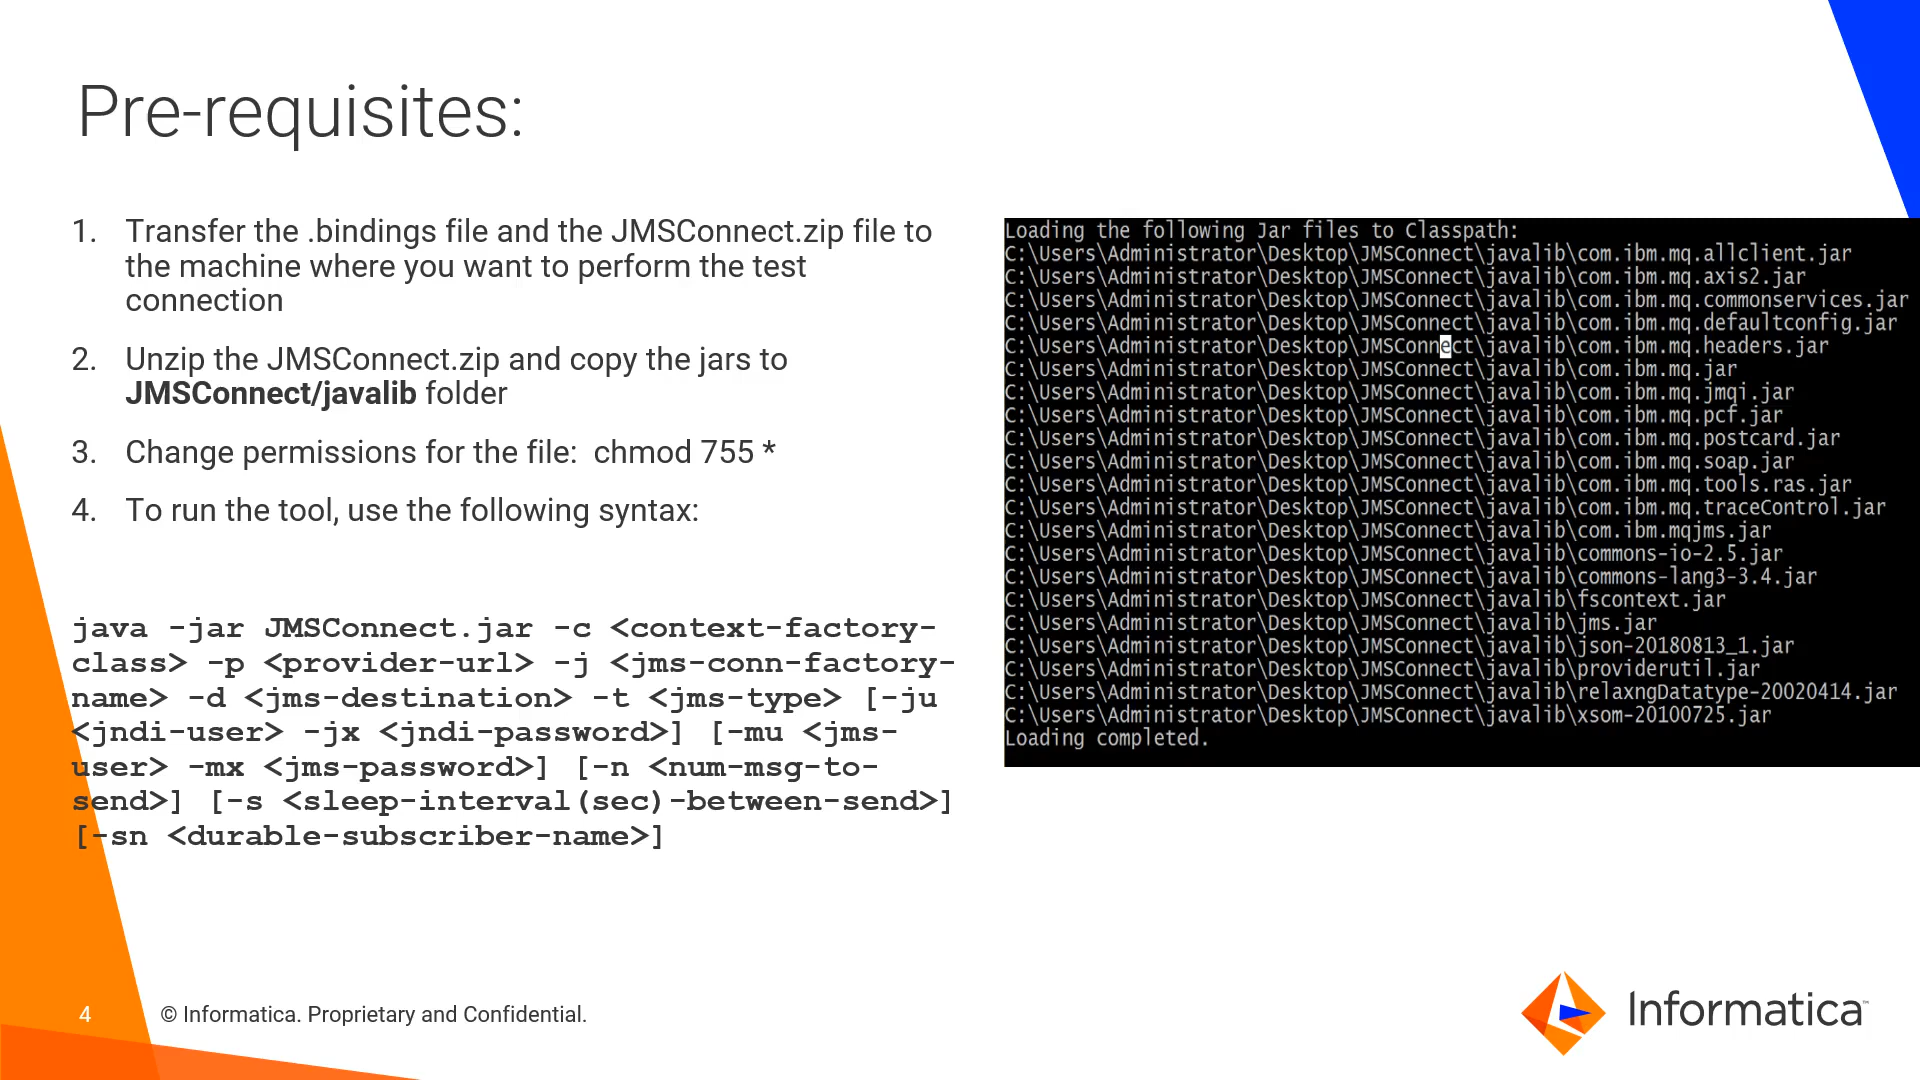 Pre-requisites:
1. Transfer the .bindings file and the JMSConnect.zip file to
the machine where you want to perform the test
connection
2. Unzip the JMSConnect.zip and copy the jars to
JMSConnect/javalib folder
3. Change permissions for the file:  chmod 755 *
4. To run the tool, use the following syntax:
java -jar JMSConnect.jar -c <context-factory-
class> -p <provider-url> -j <jms-conn-factory-
name> -d <jms-destination> -t <jms-type> [-ju
<jndi-user> -jx <jndi-password>] [-mu <jms-
user> -mx <jms-password>] [-n <num-msg-to-
send>] [-s <sleep-interval(sec)-between-send>]
[-sn <durable-subscriber-name>]
Loading the following Jar files to Classpath:
C:\Users\Administrator\Desktop\JMSConnect\javalib\com.ibm.mq.allclient.jar
C:\Users\Administrator\Desktop\JMSConnect\javalib\com.ibm.mq.axis2.jar
C:\Users\Administrator\Desktop\JMSConnect\javalib\com.ibm.mq.commonservices.jar
C:\Users\Administrator\Desktop\JMSConnect\javalib\com.ibm.mq.defaultconfig.jar
C:\Users\Administrator\Desktop\JMSConnect\javalib\com.ibm.mq.headers.jar
C:\Users\Administrator\Desktop\JMSConnect\javalib\com.ibm.mq.jar
C:\Users\Administrator\Desktop\JMSConnect\javalib\com.ibm.mq.jmqi.jar
C:\Users\Administrator\Desktop\JMSConnect\javalib\com.ibm.mq.pcf.jar
C:\Users\Administrator\Desktop\JMSConnect\javalib\com.ibm.mq.postcard.jar
C:\Users\Administrator\Desktop\JMSConnect\javalib\com.ibm.mq.soap.jar
C:\Users\Administrator\Desktop\JMSConnect\javalib\com.ibm.mq.tools.ras.jar
C:\Users\Administrator\Desktop\JMSConnect\javalib\com.ibm.mq.traceControl.jar
C:\Users\Administrator\Desktop\JMSConnect\javalib\com.ibm.mqjms.jar
C:\Users\Administrator\Desktop\JMSConnect\javalib\commons-io-2.5.jar
C:\Users\Administrator\Desktop\JMSConnect\javalib\commons-lang3-3.4.jar
C:\Users\Administrator\Desktop\JMSConnect\javalib\fscontext.jar
C:\Users\Administrator\Desktop\JMSConnect\javalib\jms.jar
C:\Users\Administrator\Desktop\JMSConnect\javalib\json-20180813_1.jar
C:\Users\Administrator\Desktop\JMSConnect\javalib\providerutil.jar
C:\Users\Administrator\Desktop\JMSConnect\javalib\relaxngDatatype-20020414.jar
C:\Users\Administrator\Desktop\JMSConnect\javalib\xsom-20100725.jar
Loading completed.
4
© Informatica. Proprietary and Confidential.
Informatica™